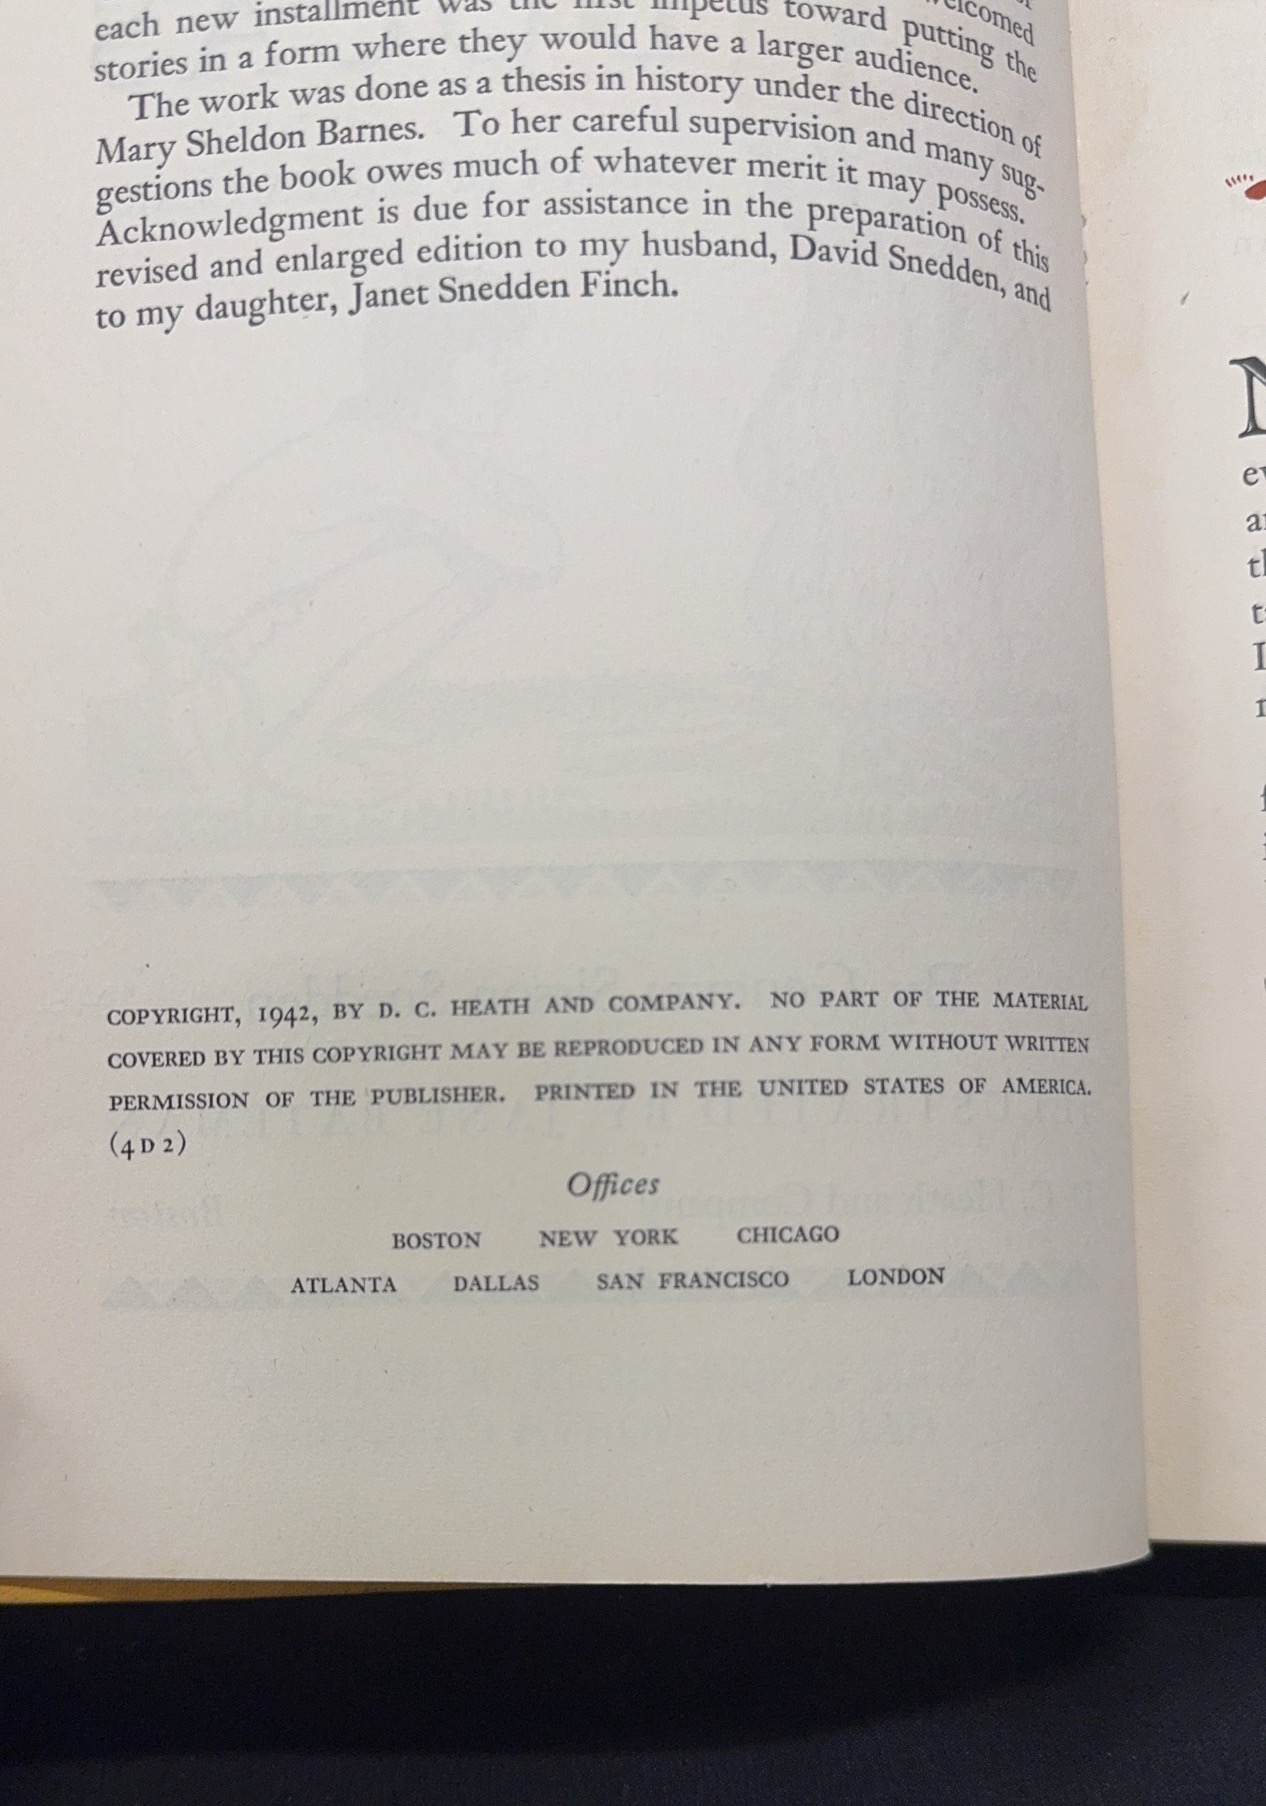 welcomed
each new installment was the first impetus toward putting the
stories in a form where they would have a larger audience.
The work was done as a thesis in history under the direction of
Mary Sheldon Barnes. To her careful supervision and many sug-
gestions the book owes much of whatever merit it may possess.
Acknowledgment is due for assistance in the preparation of this
revised and enlarged edition to my husband, David Snedden, and
to my daughter, Janet Snedden Finch.
COPYRIGHT, 1942, BY D. C. HEATH AND COMPANY. NO PART OF THE MATERIAL
COVERED BY THIS COPYRIGHT MAY BE REPRODUCED IN ANY FORM WITHOUT WRITTEN
PERMISSION OF THE PUBLISHER. PRINTED IN THE UNITED STATES OF AMERICA.
(4 D 2)
Offices
BOSTON NEW YORK CHICAGO
ATLANTA DALLAS SAN FRANCISCO LONDON